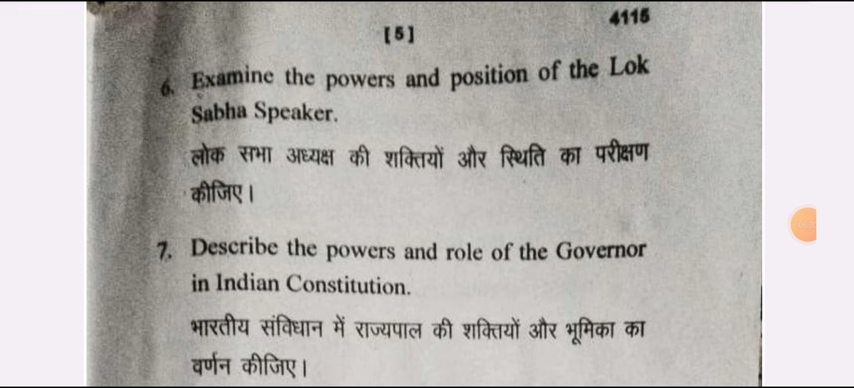 4115
[5]
6. Examine the powers and position of the Lok
Sabha Speaker.
लोक सभा अध्यक्ष की शक्तियों और स्थिति का परीक्षण
कीजिए।
7. Describe the powers and role of the Governor
in Indian Constitution.
भारतीय संविधान में राज्यपाल की शक्तियों और भूमिका का
वर्णन कीजिए।